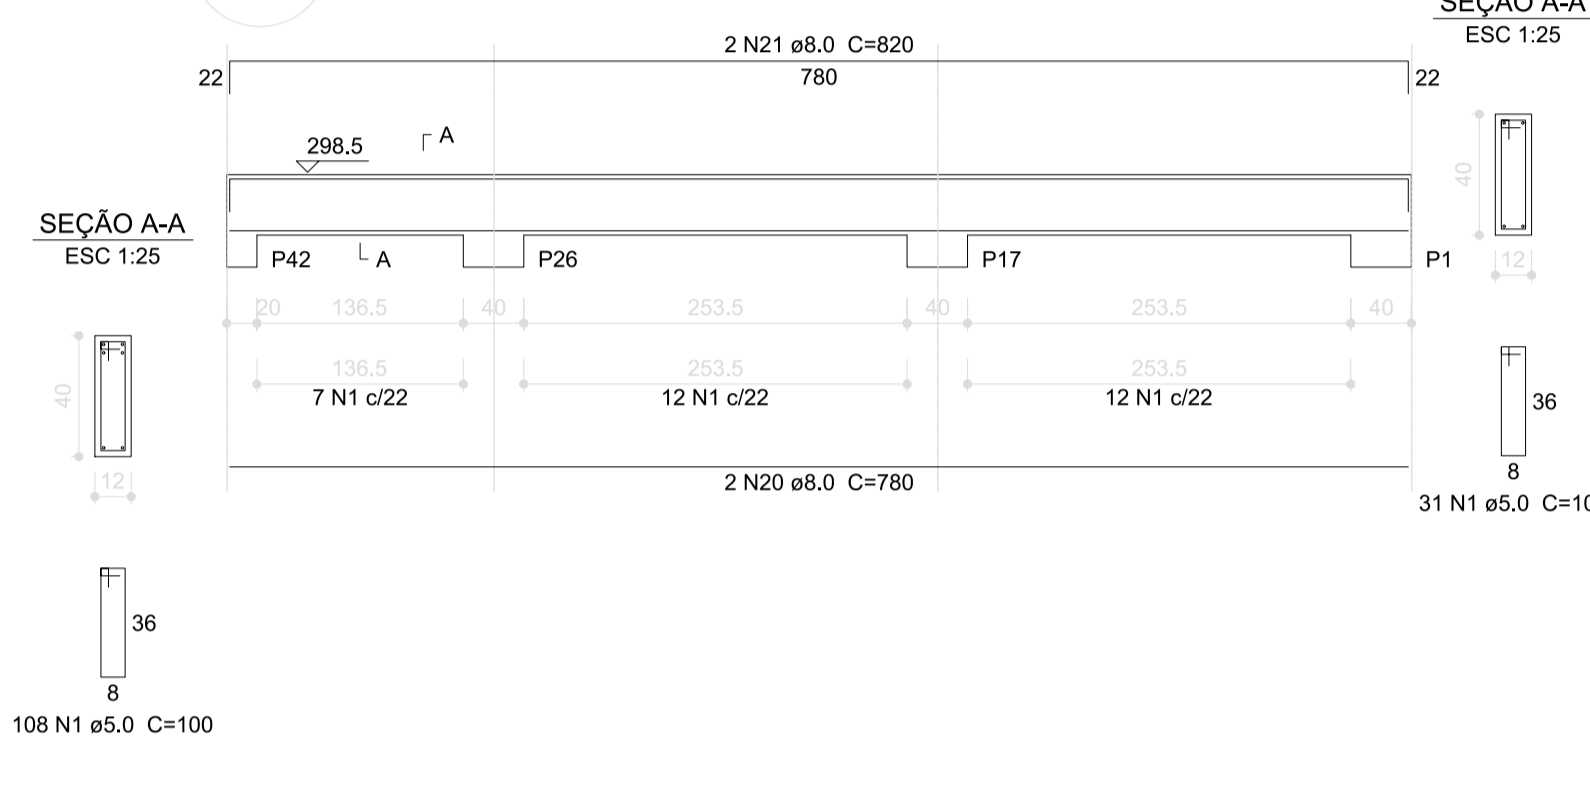 SEÇÃO A-A
ESC 1:25
2 N21 ø8.0 C=820
22
780
22
A
298.5
40
SEÇÃO A-A
ESC 1:25
P42
A
P26
P17
P1
12
20
136.5
40
253.5
40
253.5
40
136.5
253.5
253.5
40
7 N1 c/22
12 N1 c/22
12 N1 c/22
36
8
12
2 N20 ø8.0 C=780
31 N1 ø5.0
36
8
108 N1 ø5.0 C=100